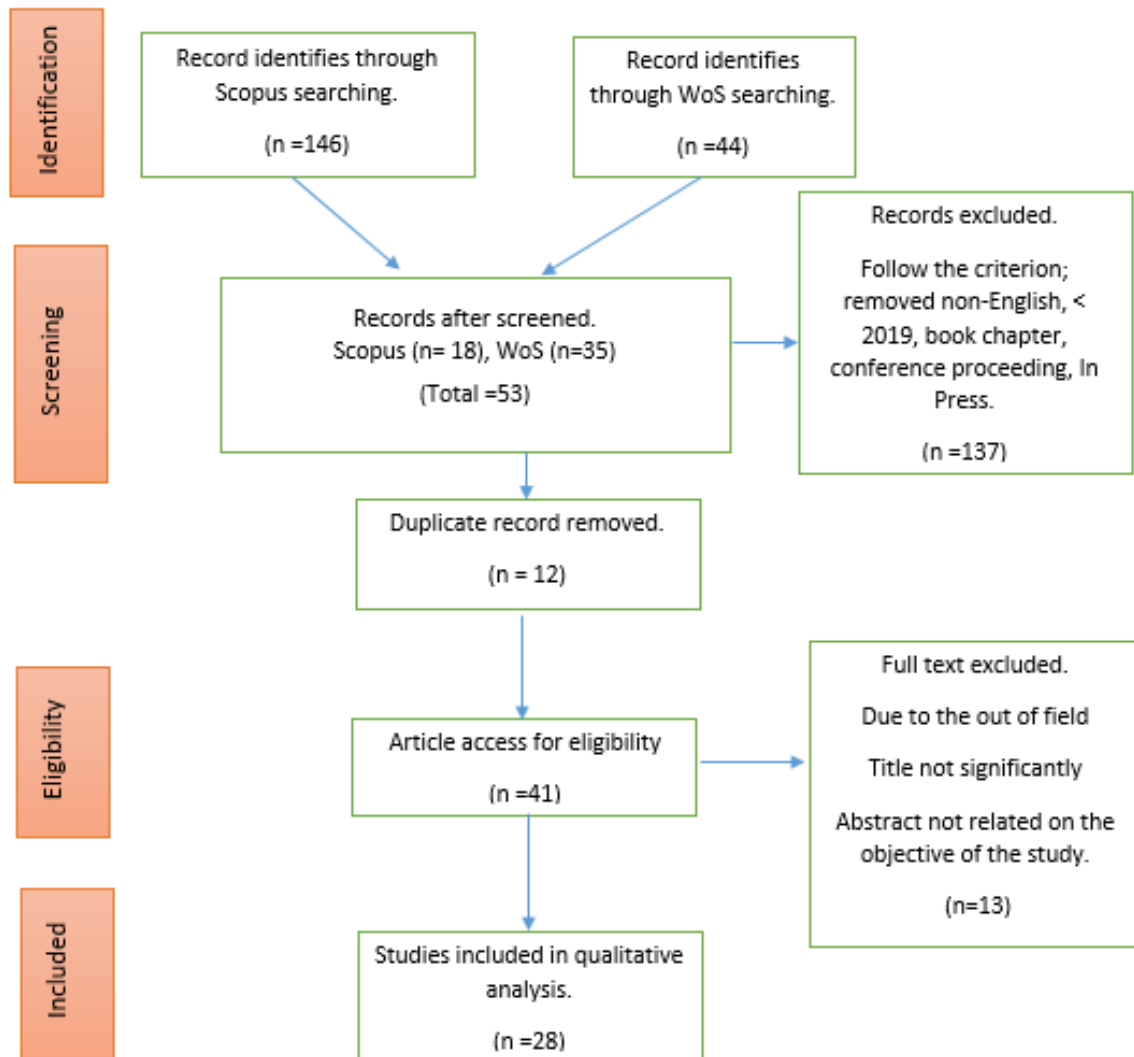 Identification
Record identifies through
Scopus searching.
(n =146)
Record identifies
through WoS searching.
(n =44)
Records excluded.
Follow the criterion;
removed non-English, <
2019, book chapter,
conference proceeding, In
Press.
(n =137)
Screening
Records after screened.
Scopus (n= 18), WoS (n=35)
(Total =53)
Duplicate record removed.
(n = 12)
Eligibility
Article access for eligibility
(n =41)
Full text excluded.
Due to the out of field
Title not significantly
Abstract not related on the
objective of the study.
(n=13)
Included
Studies included in qualitative
analysis.
(n =28)